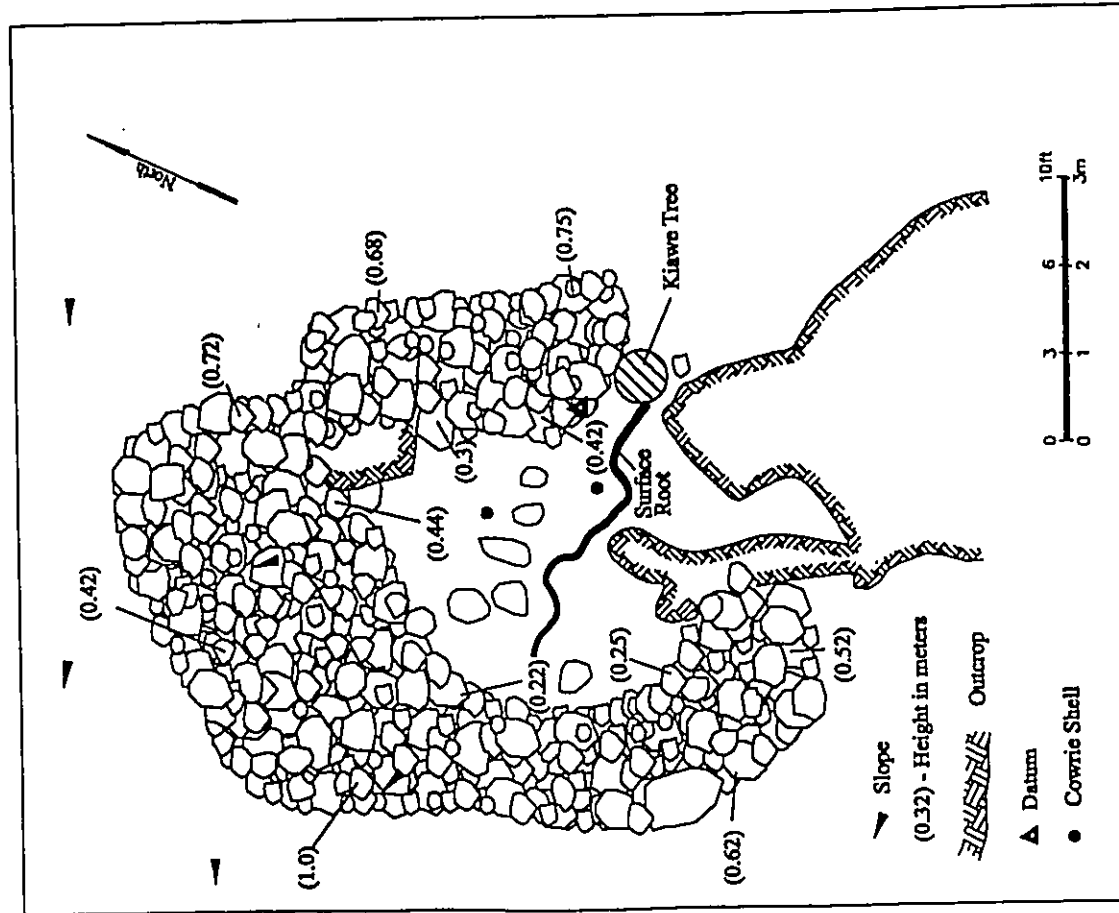 North
(0.68)
(0.72)
(0.75)
Kiawe Tree
(0.3)
(0.42)
Surface
Root
(0.44)
(0.42)
(0.22)
(0.25)
(0.52)
(1.0)
(0.62)
Slope
(0.32) - Height in meters
Outcrop
Datum
Cowrie Shell
0 3 6 10ft
0 1 2 3m